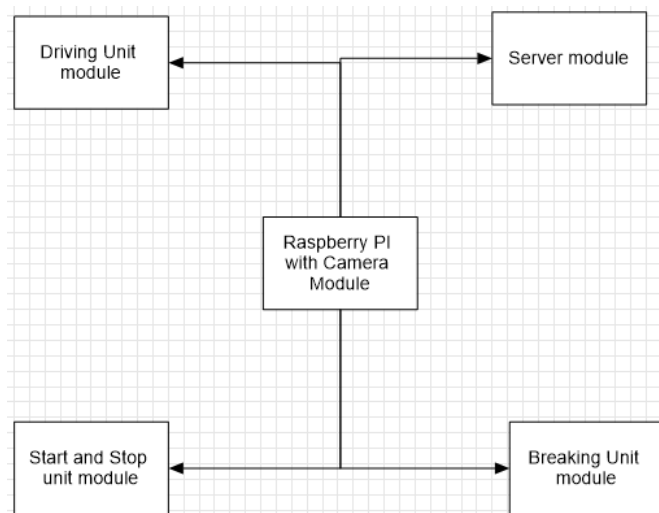 Driving Unit
module
Server module
Raspberry PI
with Camera
Module
Start and Stop
unit module
Breaking Unit
module